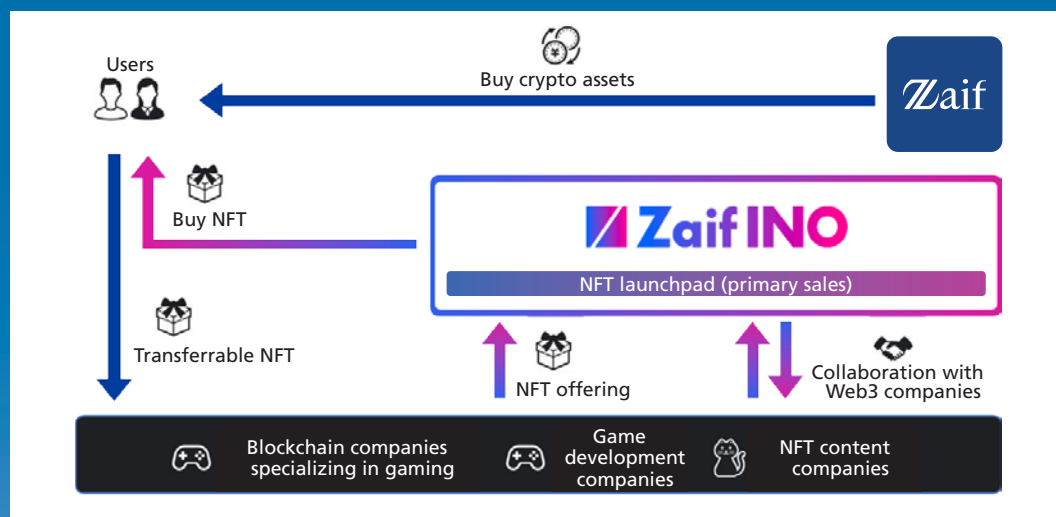 Users
Buy crypto assets
Zaif
Buy NFT
Zaif INO
NFT launchpad (primary sales)
Transferrable NFT
NFT offering
Collaboration with
Web3 companies
Blockchain companies
specializing in gaming
Game
development
companies
NFT content
companies